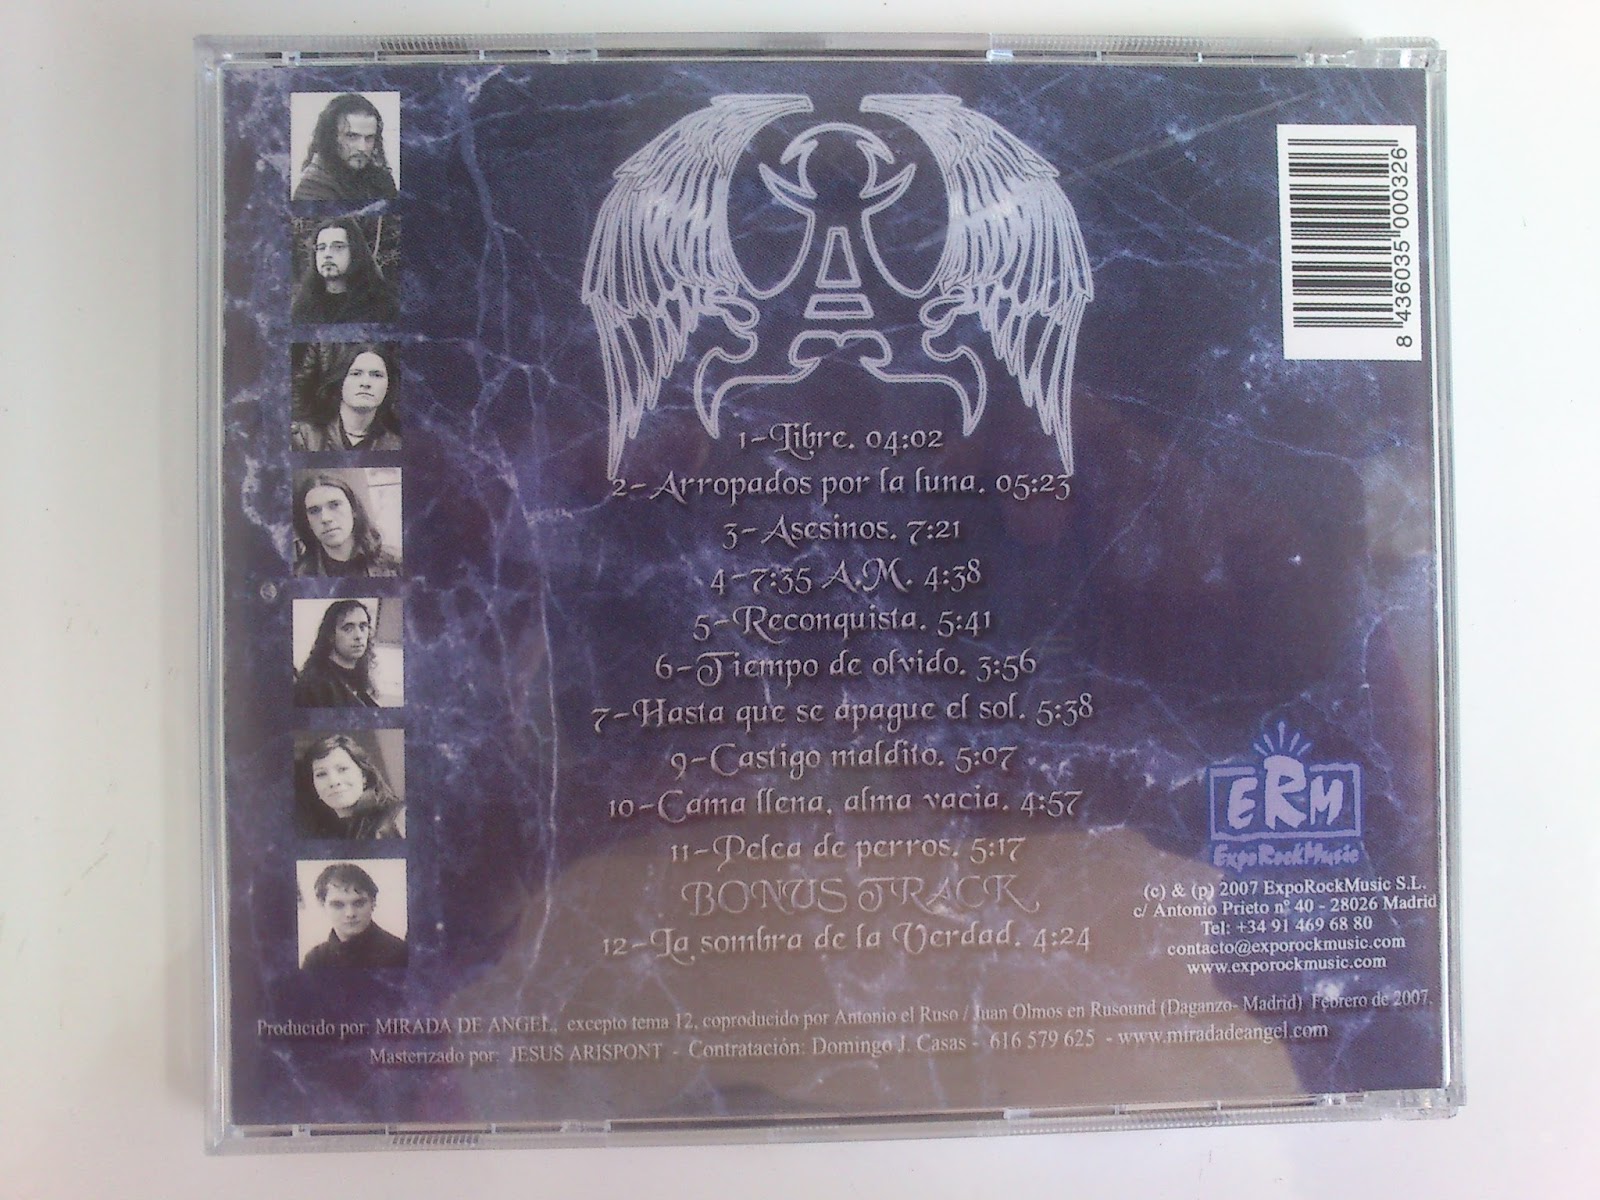 1-Libre. 04:02
2-Arropados por la luna. 05:23
3-Asesinos. 7:21
4-7:35 A.M. 4:38
5-Reconquista. 5:41
6-Tiempo de olvido. 3:56
7-Hasta que se apague el sol. 5:38
9-Castigo maldito. 5:07
10-Cama llena, alma vacia. 4:57
11-Pelea de perros. 5:17
BONUS TRACK
12-La sombra de la Verdad. 4:24
8 436035 000326
ERM
ExpoRockMusic
(c) & (p) 2007 ExpoRockMusic S.L.
c/ Antonio Prieto nº 40 - 28026 Madrid
Tel: +34 91 469 68 80
contacto@exporockmusic.com
www.exporockmusic.com
Producido por: MIRADA DE ANGEL, excepto tema 12, coproducido por Antonio el Ruso / Juan Olmos en Rusound (Daganzo- Madrid) Febrero de 2007.
Masterizado por: JESUS ARISPONT - Contratación: Domingo J. Casas - 616 579 625 - www.miradadeangel.com